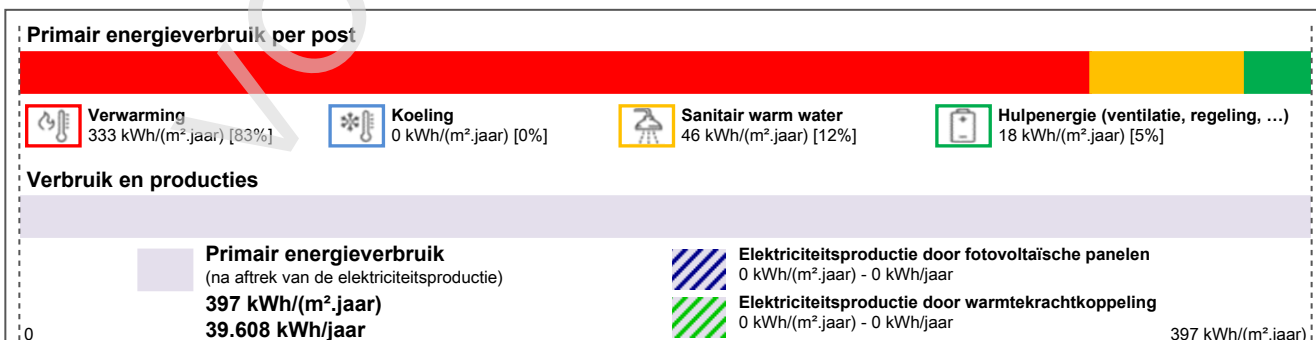 Primair energieverbruik per post
Verwarming
333 kWh/(m².jaar) [83%]
Koeling
0 kWh/(m².jaar) [0%]
Sanitair warm water
46 kWh/(m².jaar) [12%]
Hulpenergie (ventilatie, regeling, …)
18 kWh/(m².jaar) [5%]
Verbruik en producties
Primair energieverbruik
(na aftrek van de elektriciteitsproductie)
397 kWh/(m².jaar)
39.608 kWh/jaar
Elektriciteitsproductie door fotovoltaïsche panelen
0 kWh/(m².jaar) - 0 kWh/jaar
Elektriciteitsproductie door warmtekrachtkoppeling
0 kWh/(m².jaar) - 0 kWh/jaar
0
397 kWh/(m².jaar)